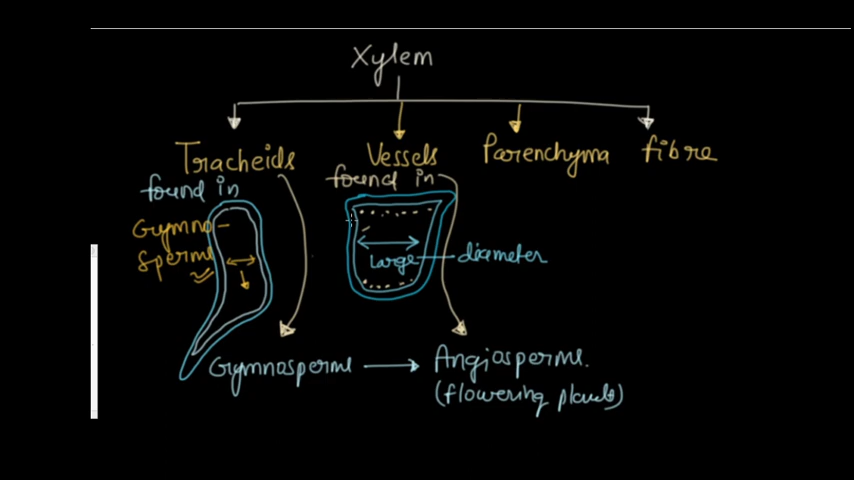 Xylem
Tracheids Vessels Parenchyma fibre
found in found in
Gymno
sperms
Large diameter
Gymnosperms Angiosperms.
(flowering plants)